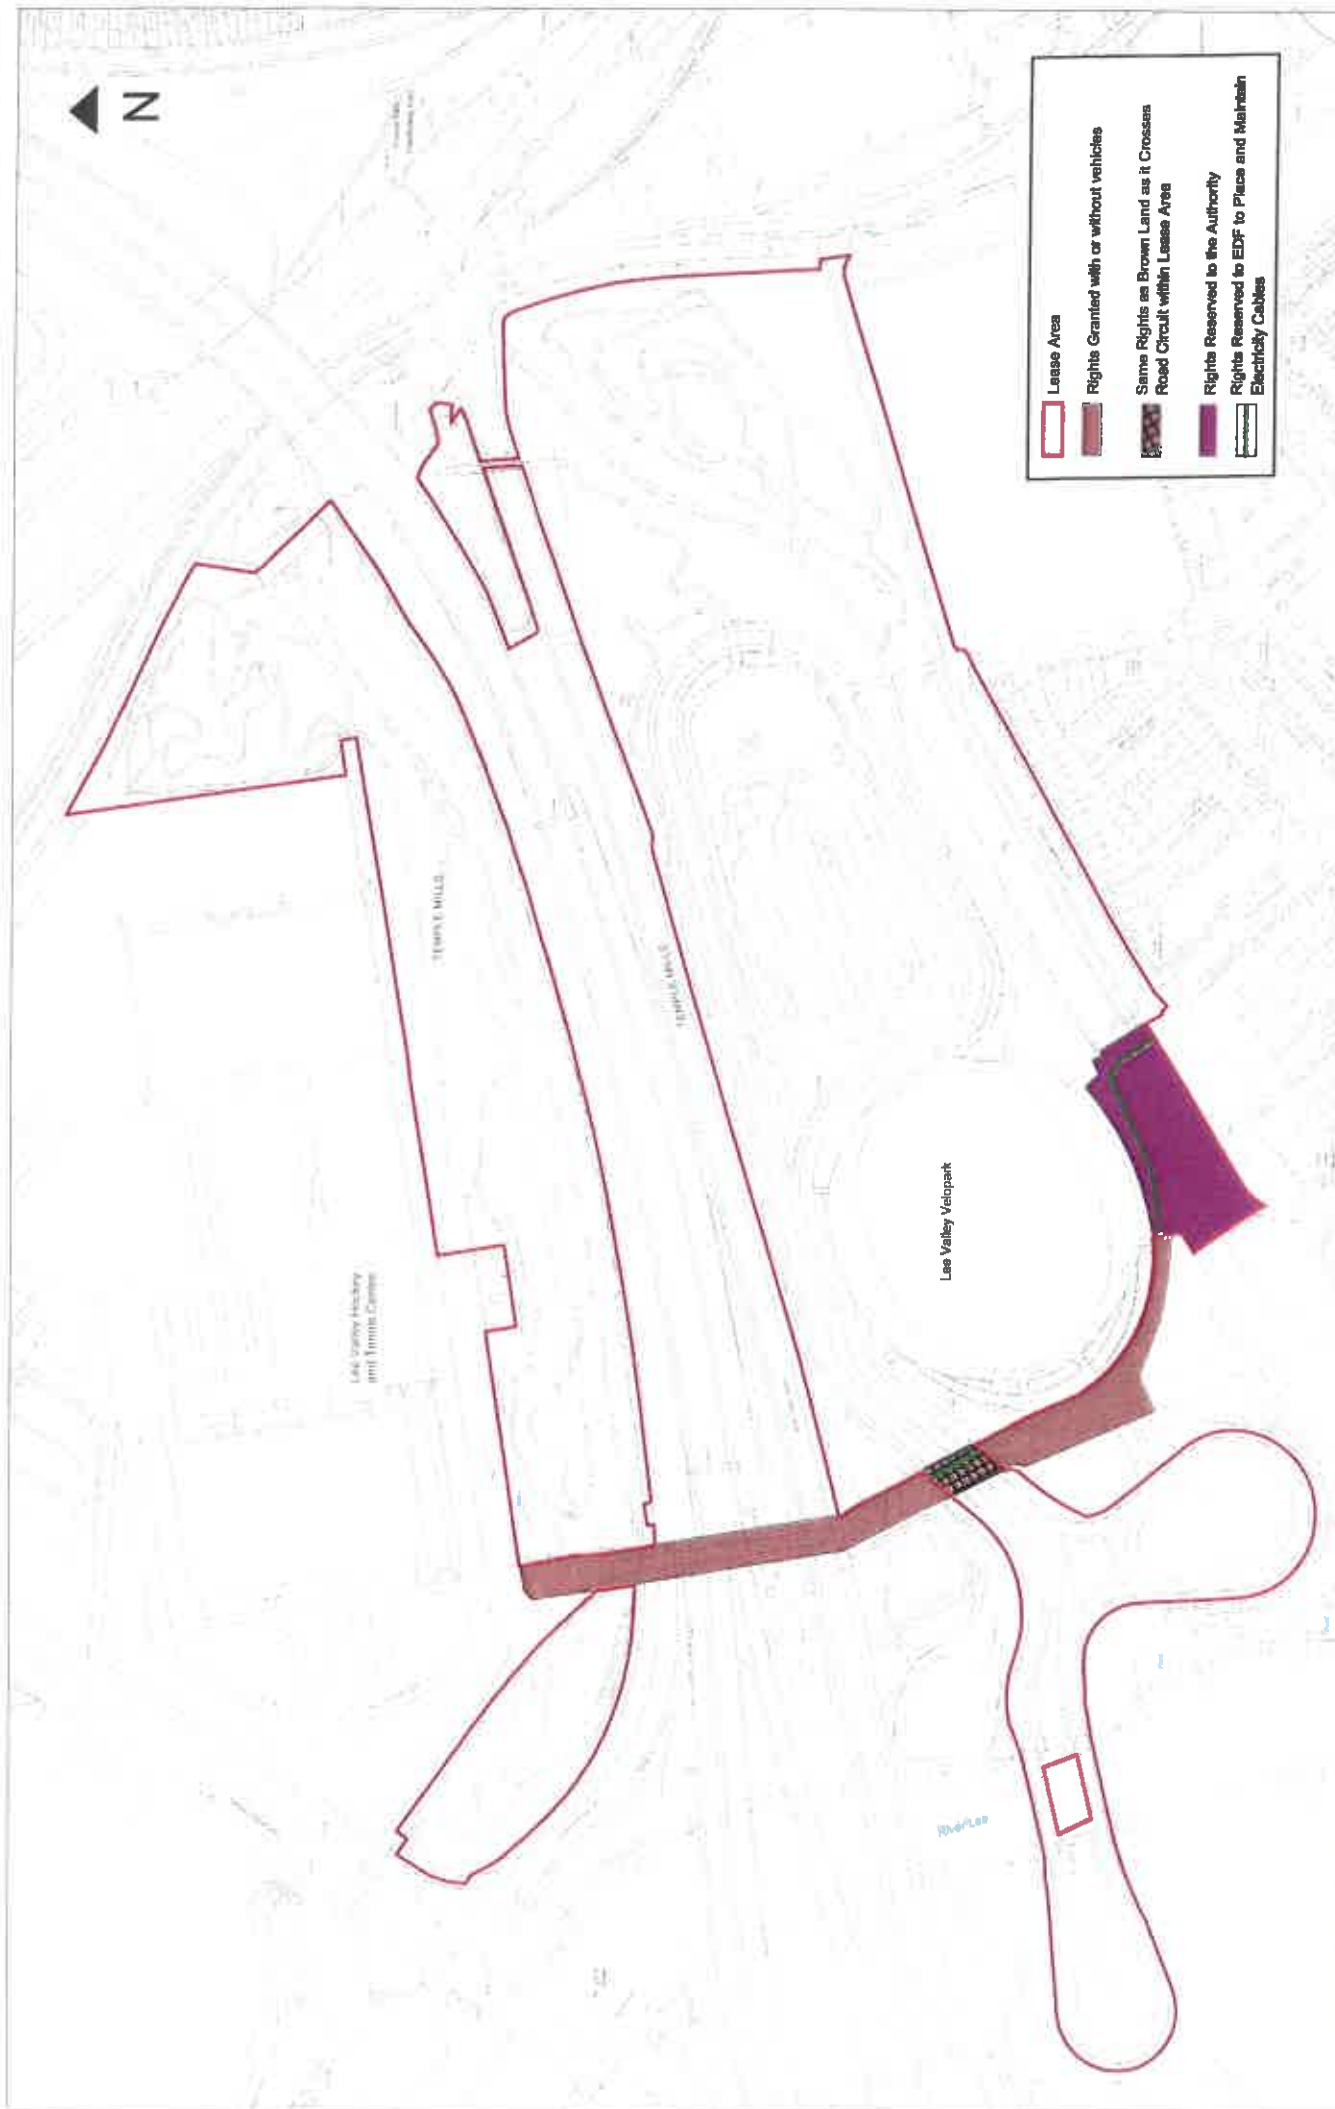 N
Lease Area
Rights Granted with or without vehicles
Same Rights as Brown Land as it Crosses
Road Circuit within Lease Area
Rights Reserved to the Authority
Rights Reserved to EDF to Place and Maintain
Electricity Cables
TEMPLE MILLS
TEMPLE MILLS
Lee Valley Hockey
and Tennis Centre
Lee Valley Velopark
River Lee